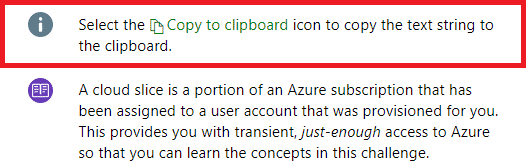 Select the Copy to clipboard icon to copy the text string to
the clipboard.
A cloud slice is a portion of an Azure subscription that has
been assigned to a user account that was provisioned for you.
This provides you with transient, just-enough access to Azure
so that you can learn the concepts in this challenge.